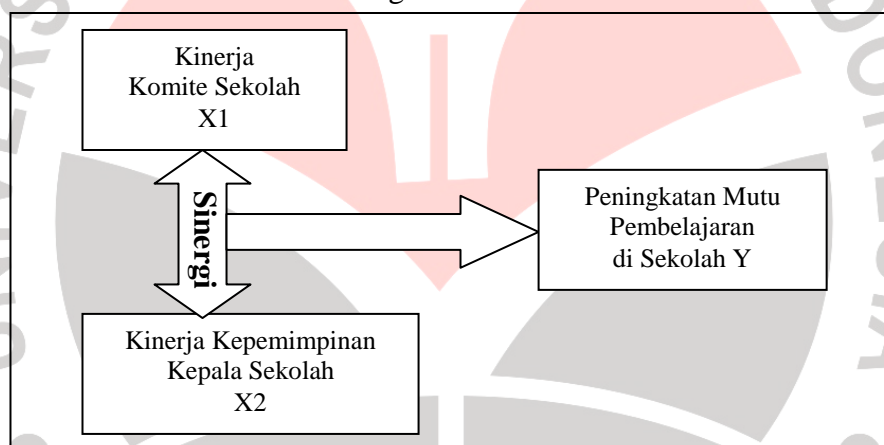 Kinerja
Komite Sekolah
X1
Sinergi
Peningkatan Mutu
Pembelajaran
di Sekolah Y
Kinerja Kepemimpinan
Kepala Sekolah
X2